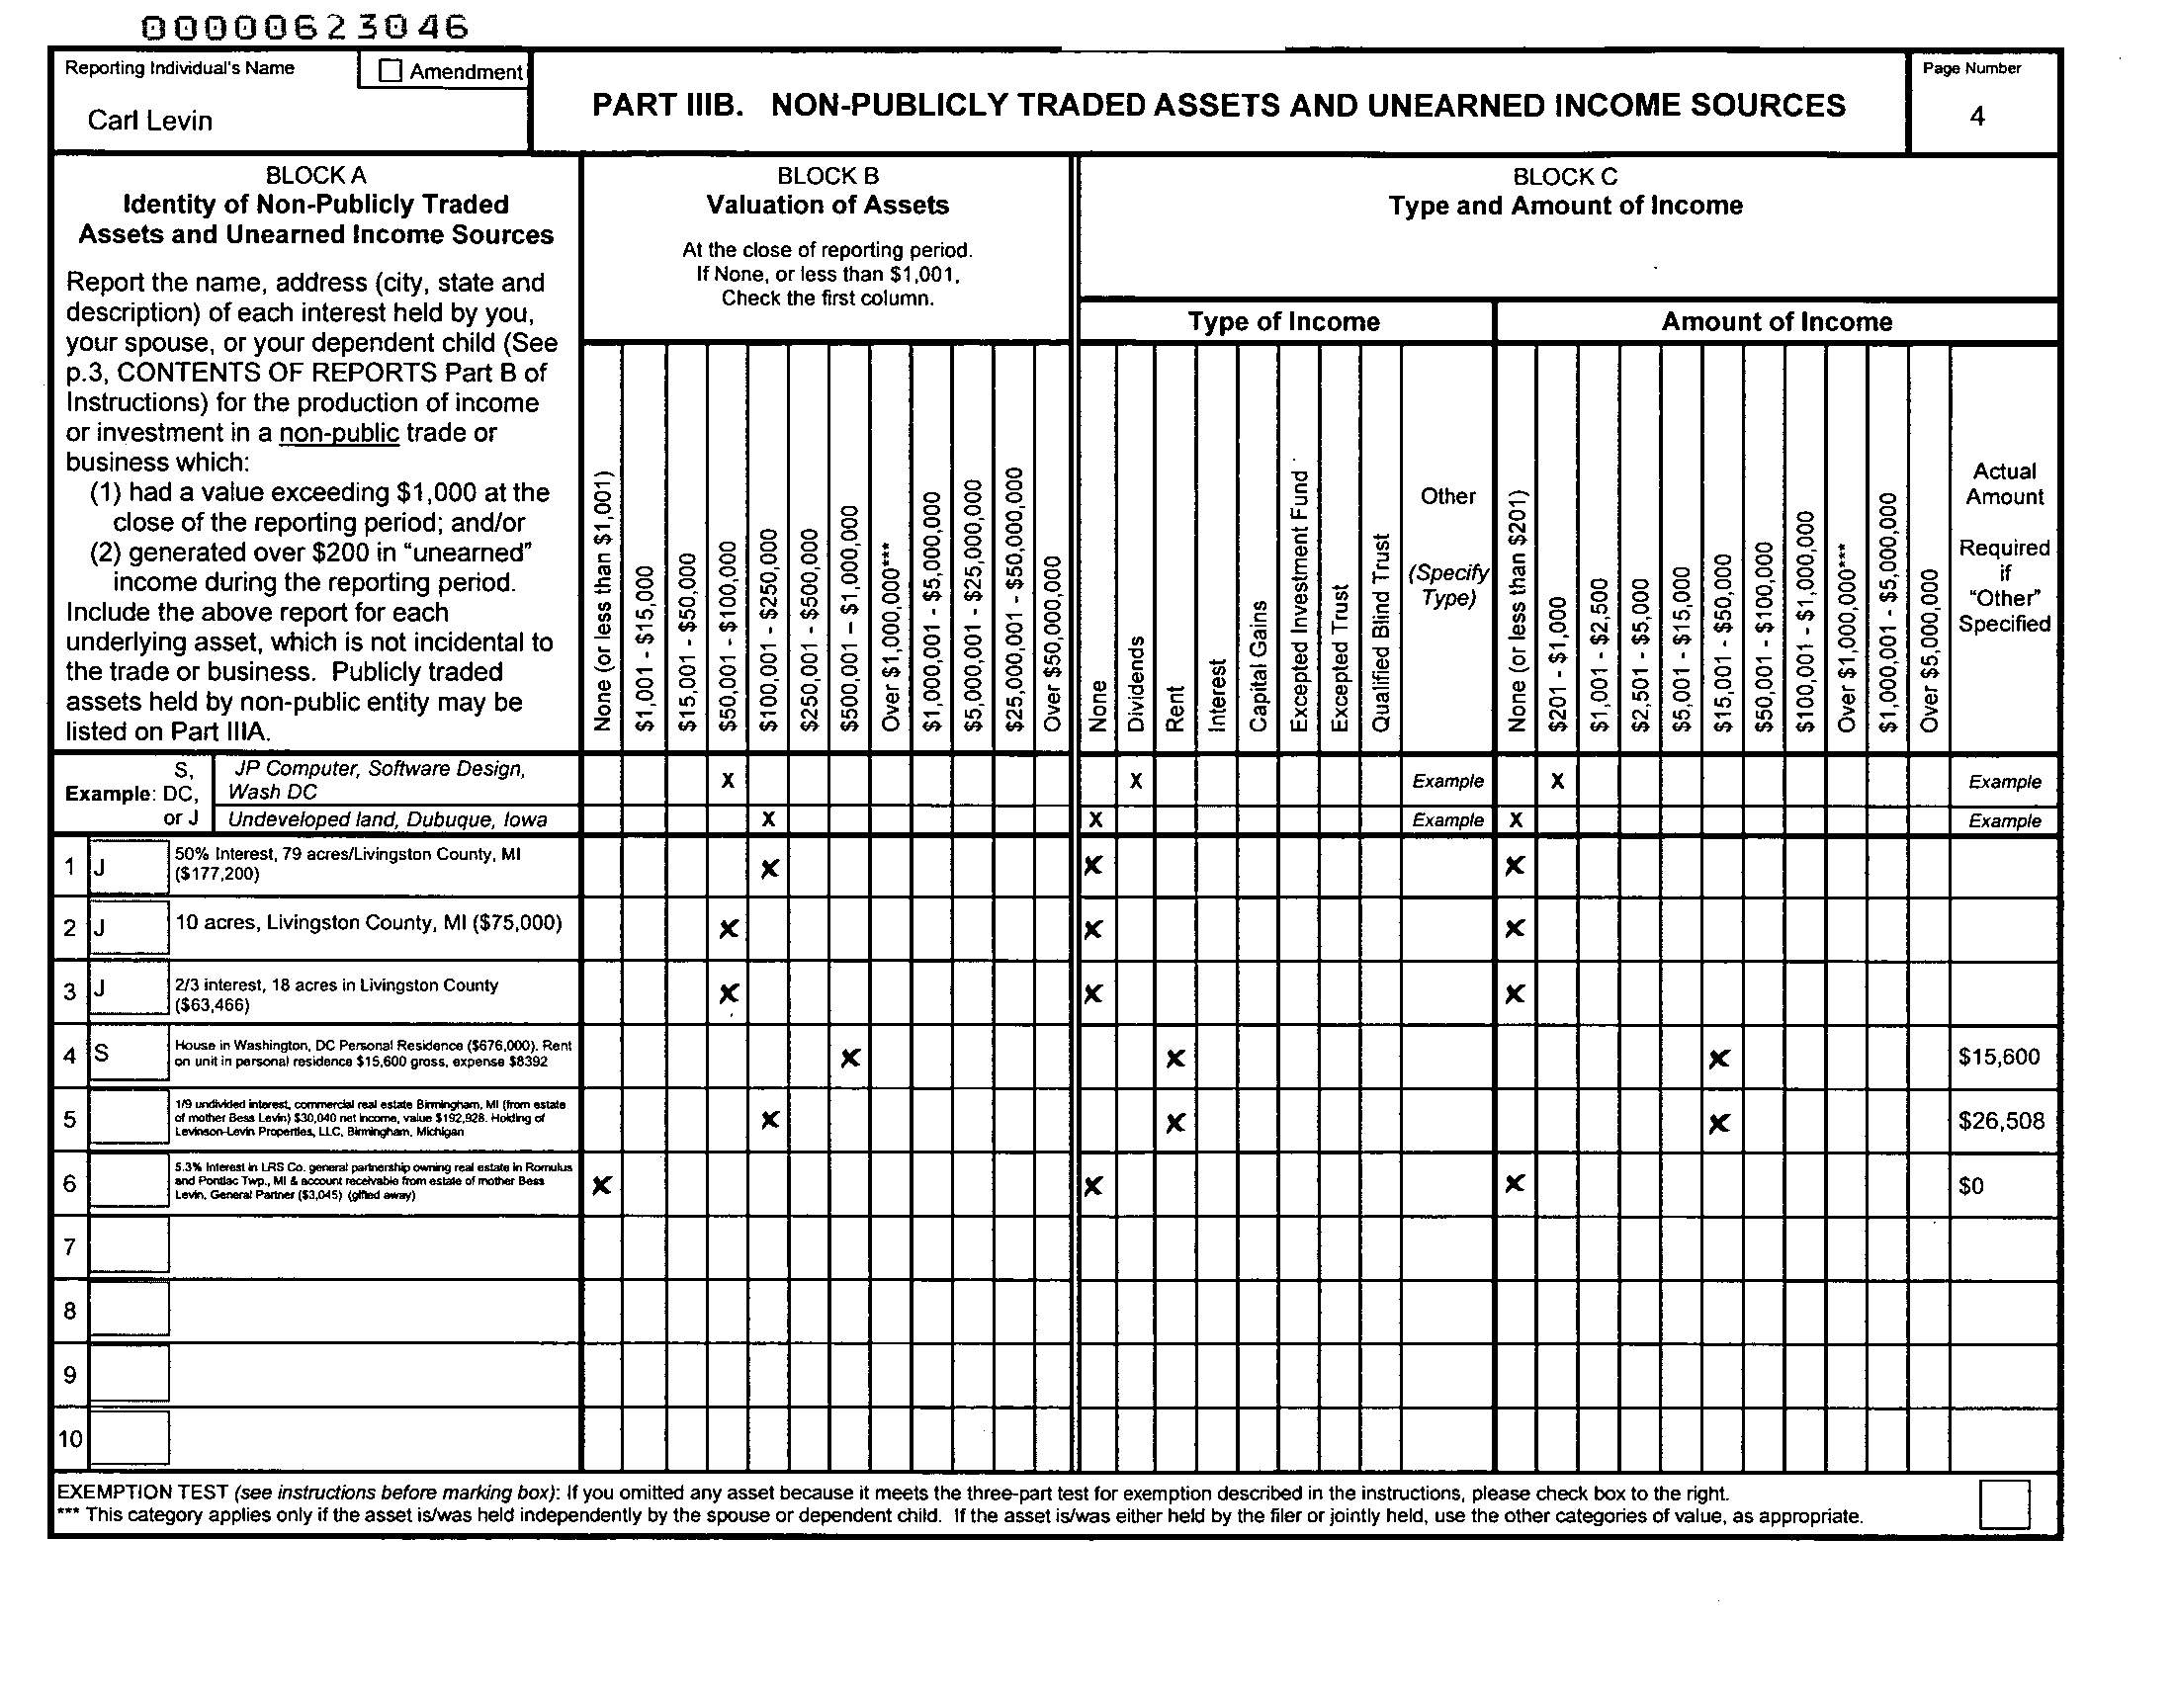 00000623046
Reporting Individual's Name
Amendment
Carl Levin
PART IIIB. NON-PUBLICLY TRADED ASSETS AND UNEARNED INCOME SOURCES
Page Number
4
BLOCK A
Identity of Non-Publicly Traded
Assets and Unearned Income Sources
Report the name, address (city, state and
description) of each interest held by you,
your spouse, or your dependent child (See
p.3, CONTENTS OF REPORTS Part B of
Instructions) for the production of income
or investment in a non-public trade or
business which:
(1) had a value exceeding $1,000 at the
close of the reporting period; and/or
(2) generated over $200 in "unearned"
income during the reporting period.
Include the above report for each
underlying asset, which is not incidental to
the trade or business. Publicly traded
assets held by non-public entity may be
listed on Part IIIA.
BLOCK B
Valuation of Assets
At the close of reporting period.
If None, or less than $1,001,
Check the first column.
None (or less than $1,001)
$1,001 - $15,000
$15,001 - $50,000
$50,001 - $100,000
$100,001 - $250,000
$250,001 - $500,000
$500,001 – $1,000,000
Over $1,000,000***
$1,000,001 - $5,000,000
$5,000,001 - $25,000,000
$25,000,001 - $50,000,000
Over $50,000,000
BLOCK C
Type and Amount of Income
Type of Income
None
Dividends
Rent
Interest
Capital Gains
Excepted Investment Fund
Excepted Trust
Qualified Blind Trust
Other
(Specify
Type)
Amount of Income
None (or less than $201)
$201 - $1,000
$1,001 - $2,500
$2,501 - $5,000
$5,001 - $15,000
$15,001 - $50,000
$50,001 - $100,000
$100,001 - $1,000,000
Over $1,000,000***
$1,000,001 - $5,000,000
Over $5,000,000
Actual
Amount
Required
if
"Other"
Specified
Example:
S,
DC,
or J
JP Computer, Software Design,
Wash DC
X X Example X Example
Undeveloped land, Dubuque, Iowa X X Example X Example
1 J
50% Interest, 79 acres/Livingston County, MI
($177,200)
X X X
2 J 10 acres, Livingston County, MI ($75,000) X X X
3 J
2/3 interest, 18 acres in Livingston County
($63,466)
X X X
4 S
House in Washington, DC Personal Residence ($676,000). Rent
on unit in personal residence $15,600 gross, expense $8392
X X X $15,600
5
1/9 undivided interest, commercial real estate Birmingham, MI (from estate
of mother Bess Levin) $30,040 net income, value $192,928. Holding of
Levinson-Levin Properties, LLC, Birmingham, Michigan
X X X $26,508
6
5.3% Interest in LRS Co. general partnership owning real estate in Romulus
and Pontiac Twp., MI & account receivable from estate of mother Bess
Levin, General Partner ($3,045) (gifted away)
X X X $0
7
8
9
10
EXEMPTION TEST (see instructions before marking box): If you omitted any asset because it meets the three-part test for exemption described in the instructions, please check box to the right.
*** This category applies only if the asset is/was held independently by the spouse or dependent child. If the asset is/was either held by the filer or jointly held, use the other categories of value, as appropriate.